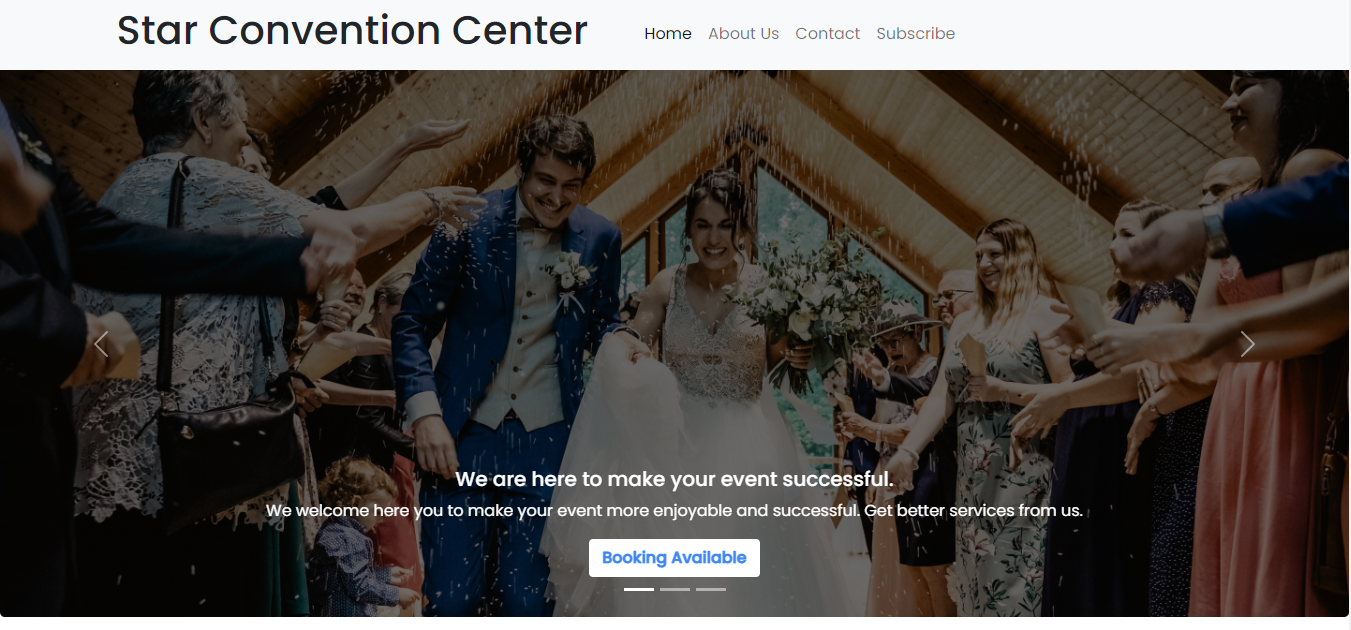 Star Convention Center
Home About Us Contact Subscribe
We are here to make your event successful.
We welcome here you to make your event more enjoyable and successful. Get better services from us.
Booking Available